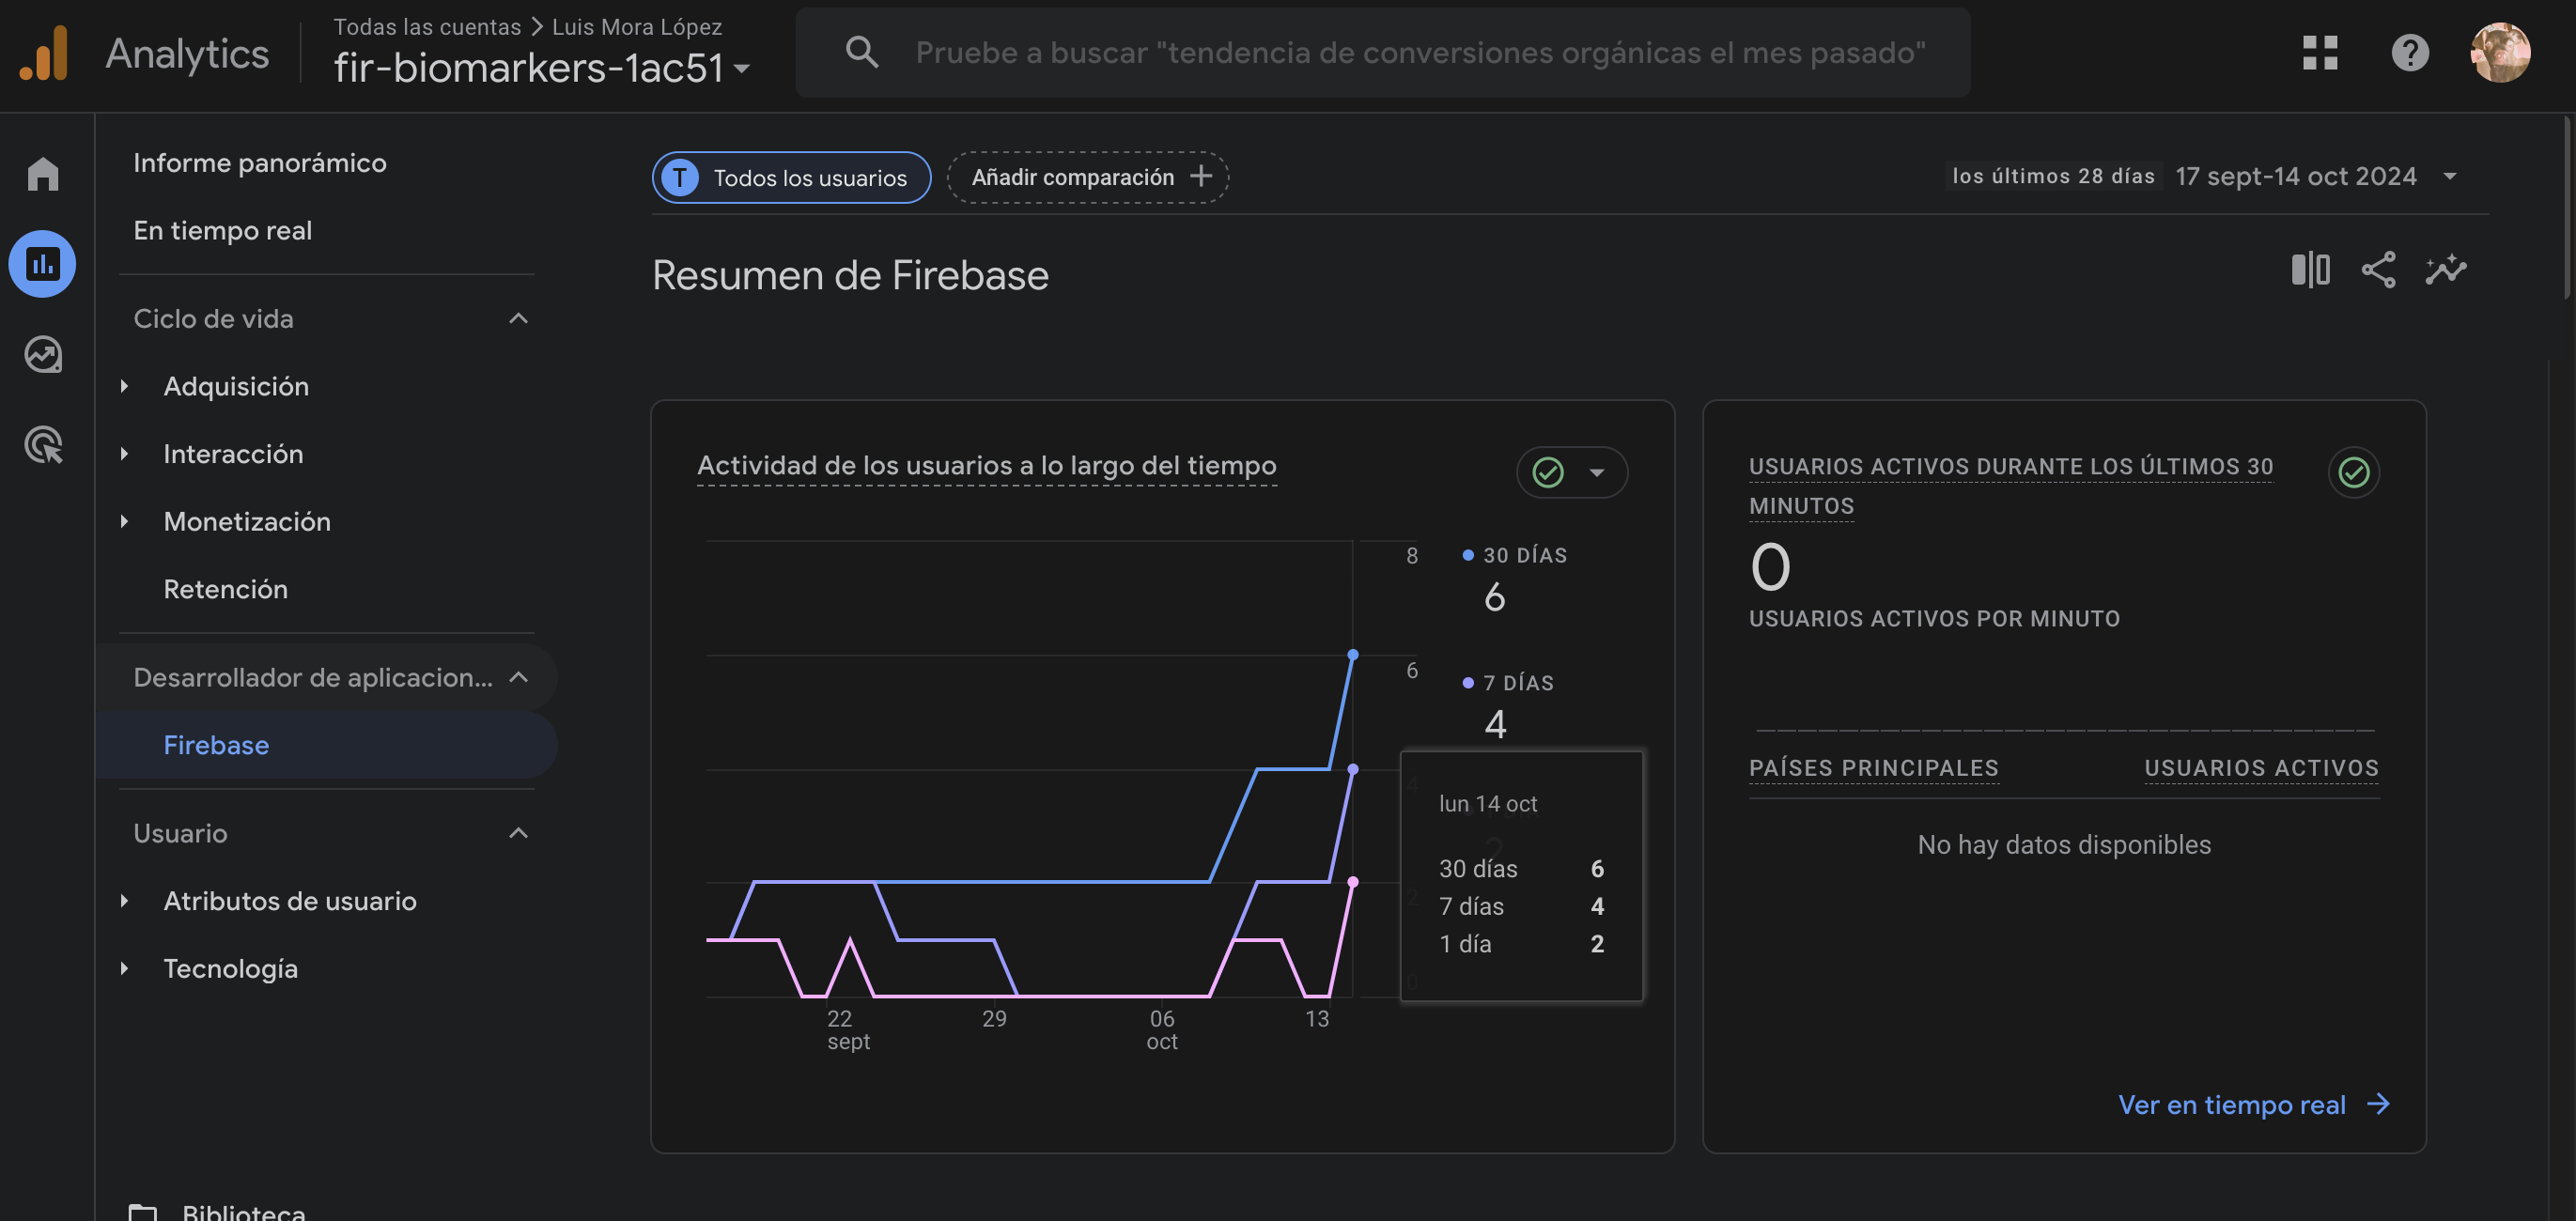 Analytics
Todas las cuentas > Luis Mora López
fir-biomarkers-1ac51
Pruebe a buscar "tendencia de conversiones orgánicas el mes pasado"
Informe panorámico
En tiempo real
Ciclo de vida
Adquisición
Interacción
Monetización
Retención
Desarrollador de aplicacion...
Firebase
Usuario
Atributos de usuario
Tecnología
Biblioteca
T Todos los usuarios
Añadir comparación +
los últimos 28 días 17 sept-14 oct 2024
Resumen de Firebase
Actividad de los usuarios a lo largo del tiempo
8
6
4
2
0
22
sept
29
06
oct
13
30 DÍAS
6
7 DÍAS
4
2
lun 14 oct
30 días 6
7 días 4
1 día 2
USUARIOS ACTIVOS DURANTE LOS ÚLTIMOS 30
MINUTOS
0
USUARIOS ACTIVOS POR MINUTO
PAÍSES PRINCIPALES USUARIOS ACTIVOS
No hay datos disponibles
Ver en tiempo real